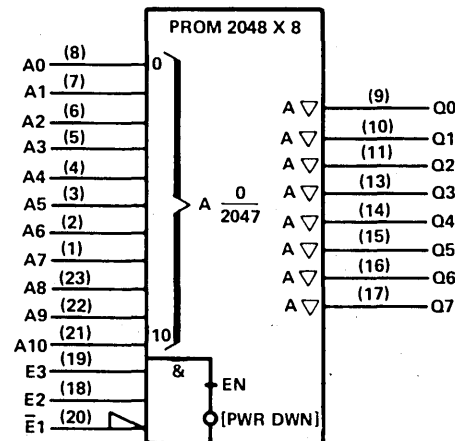 PROM 2048 X 8
A0 (8) 0
A1 (7)
A2 (6)
A3 (5)
A4 (4)
A5 (3)
A6 (2)
A7 (1)
A8 (23)
A9 (22)
A10 (21) 10
E3 (19)
E2 (18)
E̅1 (20)
A 0/2047
&
EN
[PWR DWN]
A ▽ (9) Q0
A ▽ (10) Q1
A ▽ (11) Q2
A ▽ (13) Q3
A ▽ (14) Q4
A ▽ (15) Q5
A ▽ (16) Q6
A ▽ (17) Q7